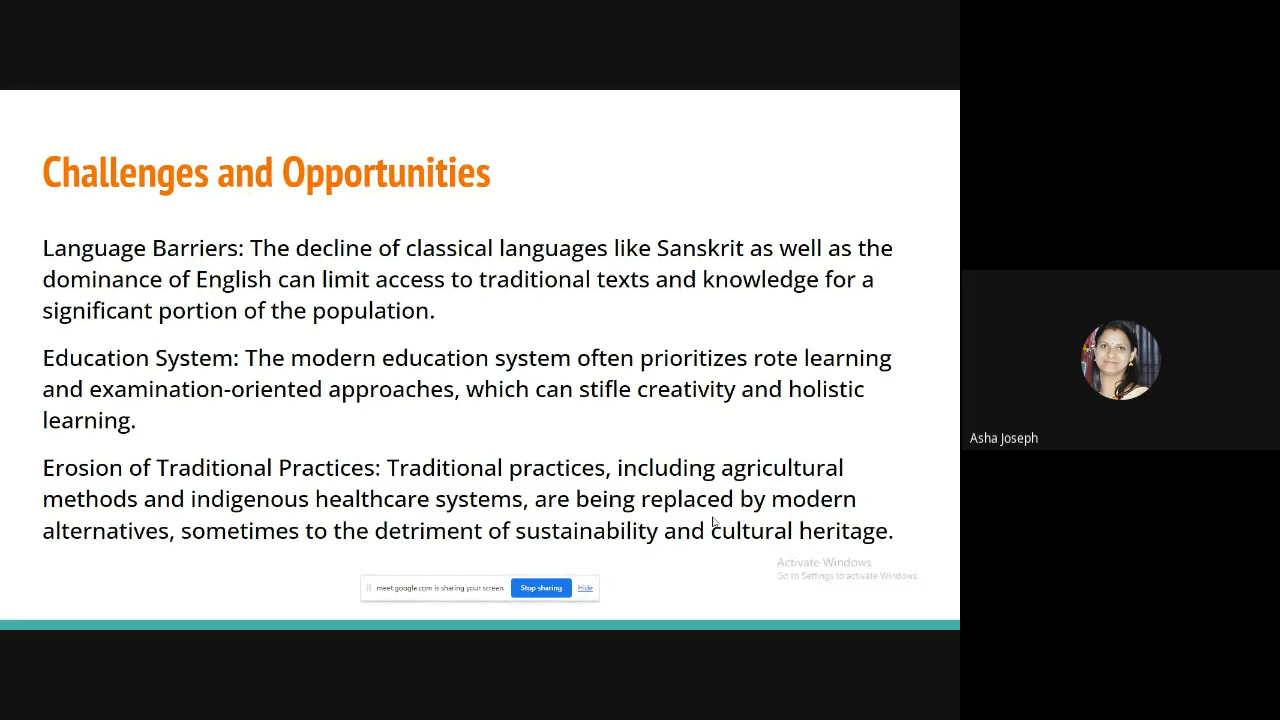 Challenges and Opportunities
Language Barriers: The decline of classical languages like Sanskrit as well as the
dominance of English can limit access to traditional texts and knowledge for a
significant portion of the population.
Education System: The modern education system often prioritizes rote learning
and examination-oriented approaches, which can stifle creativity and holistic
learning.
Erosion of Traditional Practices: Traditional practices, including agricultural
methods and indigenous healthcare systems, are being replaced by modern
alternatives, sometimes to the detriment of sustainability and cultural heritage.
Activate Windows
Go to Settings to activate Windows.
meet.google.com is sharing your screen. Stop sharing Hide
Asha Joseph